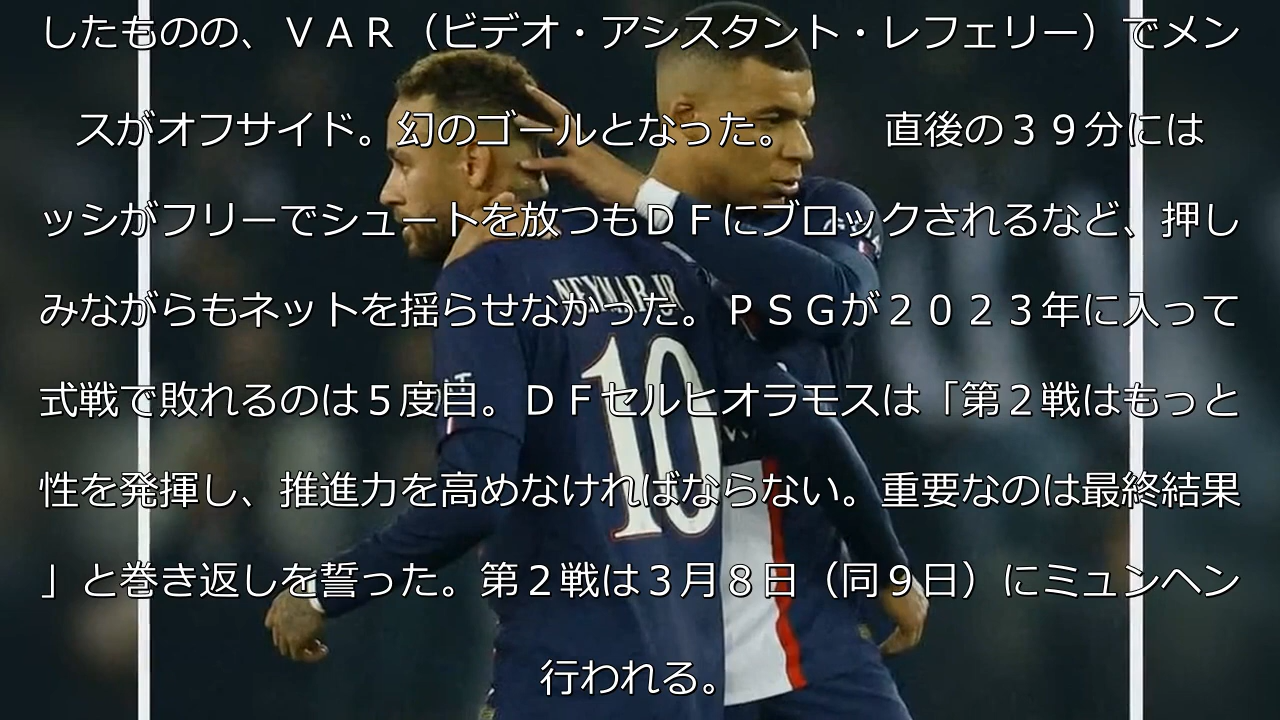 したものの、ＶＡＲ（ビデオ・アシスタント・レフェリー）でメン
スがオフサイド。幻のゴールとなった。　　直後の３９分には
ッシがフリーでシュートを放つもＤＦにブロックされるなど、押し
みながらもネットを揺らせなかった。ＰＳＧが２０２３年に入って
式戦で敗れるのは５度目。ＤＦセルヒオラモスは「第２戦はもっと
性を発揮し、推進力を高めなければならない。重要なのは最終結果
」と巻き返しを誓った。第２戦は３月８日（同９日）にミュンヘン
行われる。
NEYMAR JR
10